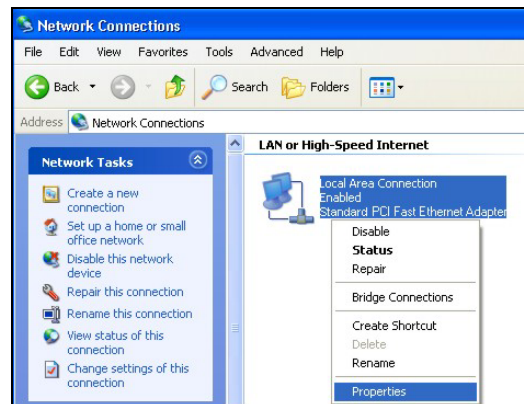 Network Connections
File Edit View Favorites Tools Advanced Help
Back Search Folders
Address Network Connections
Network Tasks
Create a new
connection
Set up a home or small
office network
Disable this network
device
Repair this connection
Rename this connection
View status of this
connection
Change settings of this
connection
LAN or High-Speed Internet
Local Area Connection
Enabled
Standard PCI Fast Ethernet Adapter
Disable
Status
Repair
Bridge Connections
Create Shortcut
Delete
Rename
Properties